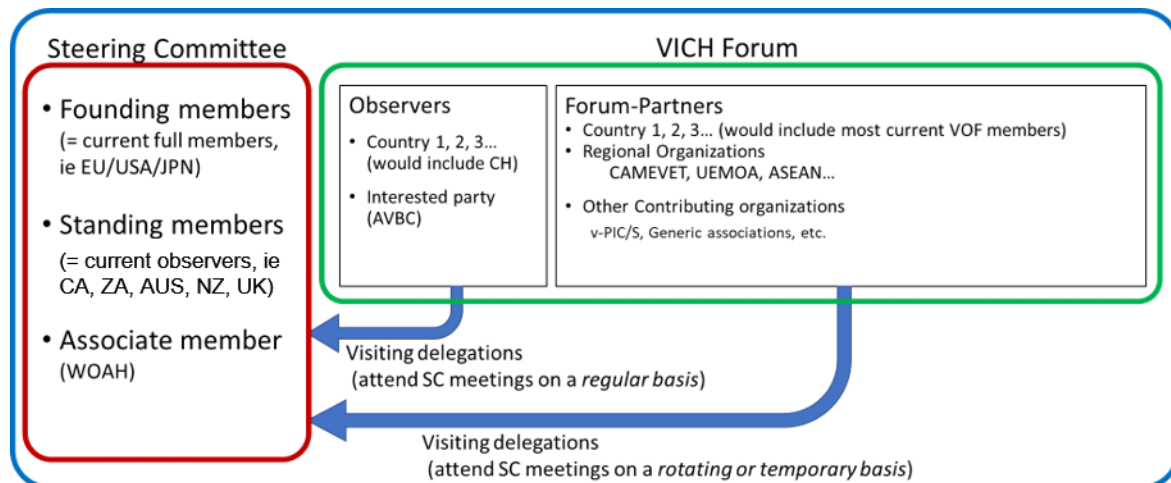 Steering Committee
• Founding members
(= current full members,
ie EU/USA/JPN)
• Standing members
(= current observers, ie
CA, ZA, AUS, NZ, UK)
• Associate member
(WOAH)
VICH Forum
Observers
• Country 1, 2, 3…
(would include CH)
• Interested party
(AVBC)
Forum-Partners
• Country 1, 2, 3… (would include most current VOF members)
• Regional Organizations
CAMEVET, UEMOA, ASEAN…
• Other Contributing organizations
v-PIC/S, Generic associations, etc.
Visiting delegations
(attend SC meetings on a regular basis)
Visiting delegations
(attend SC meetings on a rotating or temporary basis)